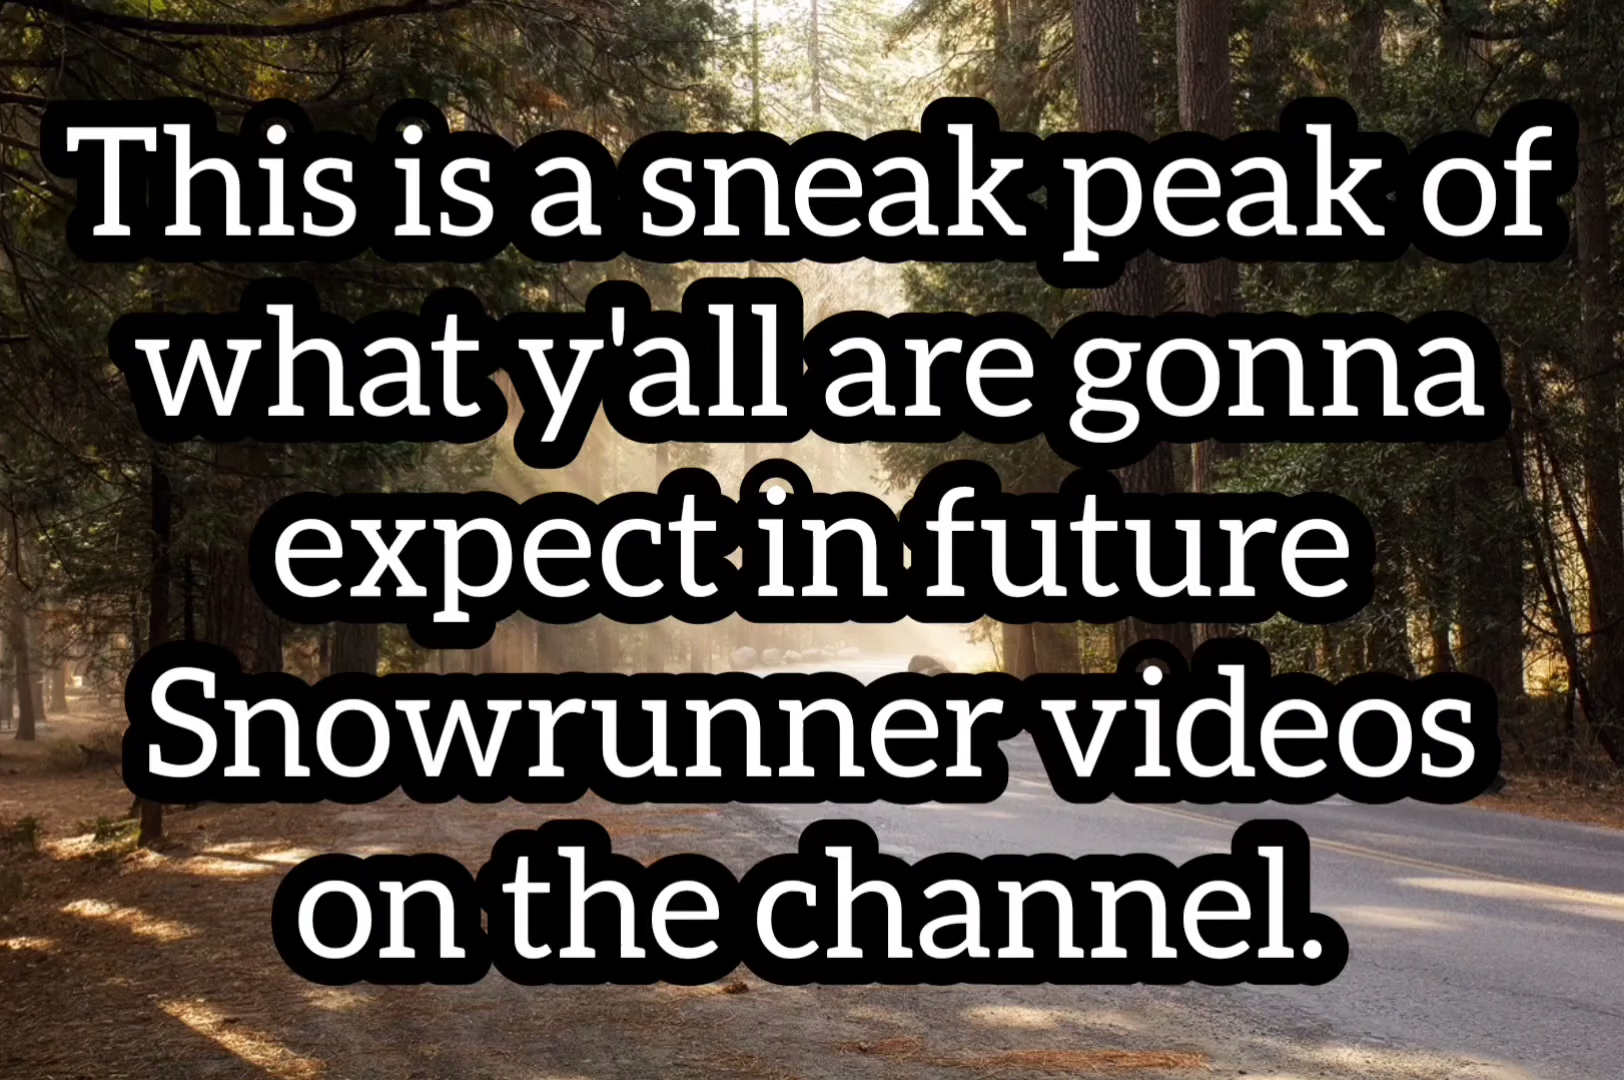 This is a sneak peak of
what y'all are gonna
expect in future
Snowrunner videos
on the channel.